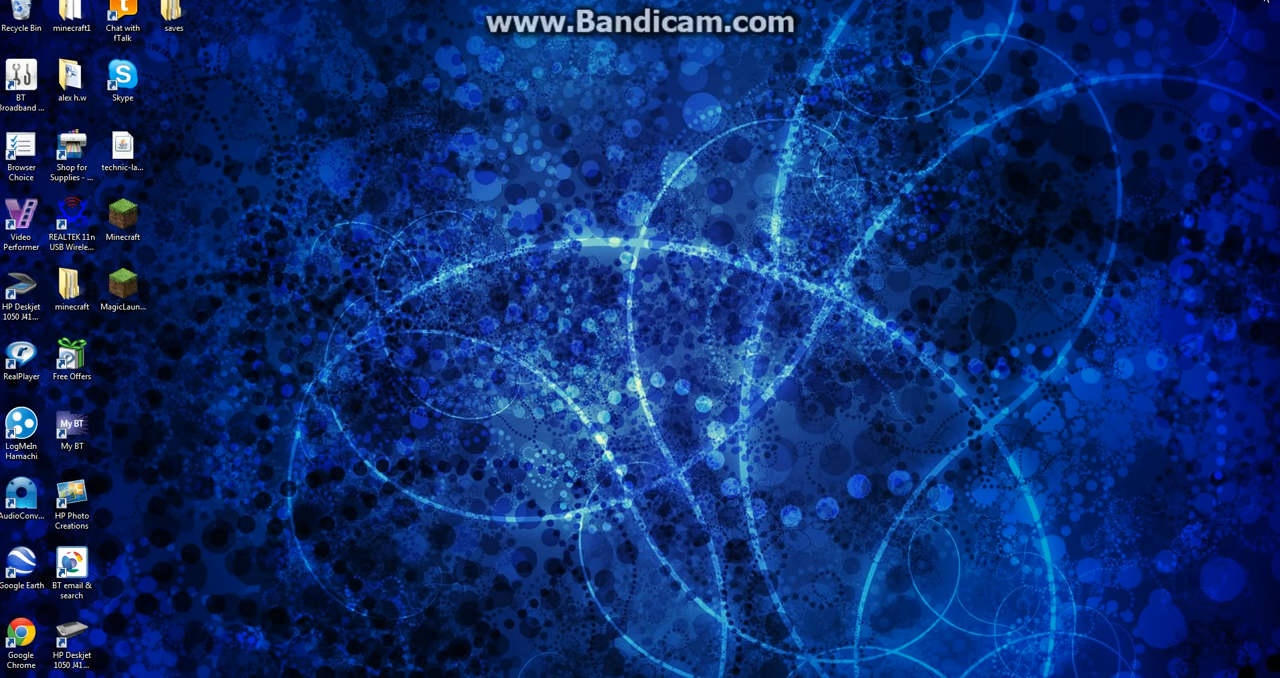 www.Bandicam.com
Recycle Bin
minecraft1
Chat with
fTalk
saves
BT
Broadband ...
alex h.w
Skype
Browser
Choice
Shop for
Supplies - ...
technic-la...
Video
Performer
REALTEK 11n
USB Wirele...
Minecraft
HP Deskjet
1050 J41...
minecraft
MagicLaun...
RealPlayer
Free Offers
LogMeIn
Hamachi
My BT
My BT
AudioConv...
HP Photo
Creations
Google Earth
BT email &
search
Google
Chrome
HP Deskjet
1050 J41...